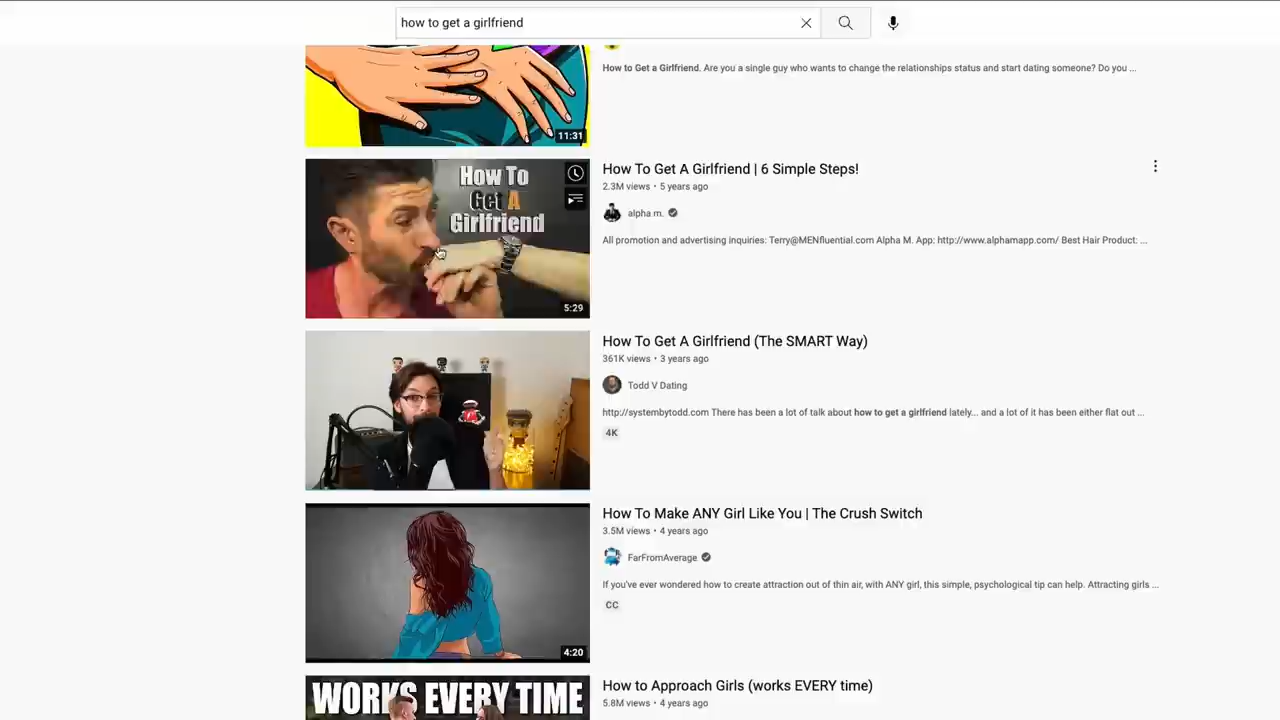 how to get a girlfriend
How to Get a Girlfriend. Are you a single guy who wants to change the relationships status and start dating someone? Do you ...
11:31
How To
Get A
Girlfriend
5:29
How To Get A Girlfriend | 6 Simple Steps!
2.3M views • 5 years ago
alpha m.
All promotion and advertising inquiries: Terry@MENfluential.com Alpha M. App: http://www.alphamapp.com/ Best Hair Product: ...
How To Get A Girlfriend (The SMART Way)
361K views • 3 years ago
Todd V Dating
http://systembytodd.com There has been a lot of talk about how to get a girlfriend lately... and a lot of it has been either flat out ...
4K
How To Make ANY Girl Like You | The Crush Switch
3.5M views • 4 years ago
FarFromAverage
If you've ever wondered how to create attraction out of thin air, with ANY girl, this simple, psychological tip can help. Attracting girls ...
CC
4:20
WORKS EVERY TIME
How to Approach Girls (works EVERY time)
5.8M views • 4 years ago